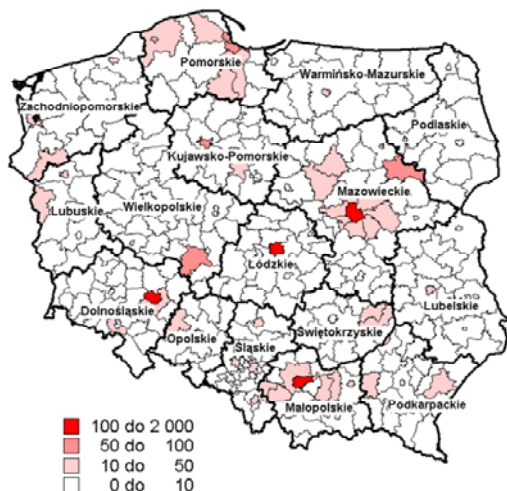 Pomorskie
Warmińsko-Mazurskie
Zachodniopomorskie
Podlaskie
Kujawsko-Pomorskie
Mazowieckie
Lubuskie
Wielkopolskie
Łódzkie
Lubelskie
Dolnośląskie
Świętokrzyskie
Opolskie
Śląskie
Małopolskie
Podkarpackie
100 do 2 000
50 do 100
10 do 50
0 do 10